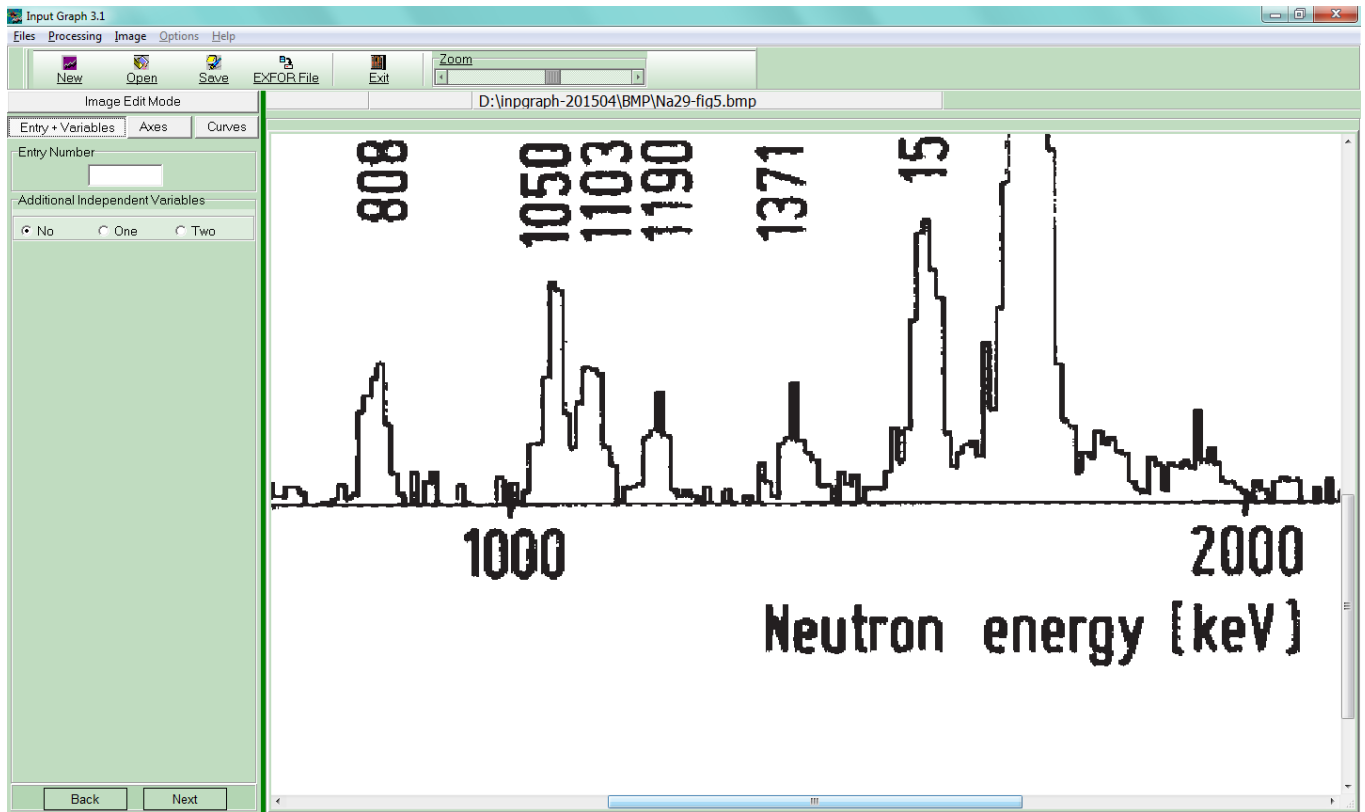 Input Graph 3.1
Files Processing Image Options Help
Zoom
New Open Save EXFOR File Exit
Image Edit Mode
D:\inpgraph-201504\BMP\Na29-fig5.bmp
Entry + Variables Axes Curves
Entry Number
Additional Independent Variables
No One Two
808 1050 1103 1190 1371 15
1000 2000
Neutron energy [keV]
Back Next